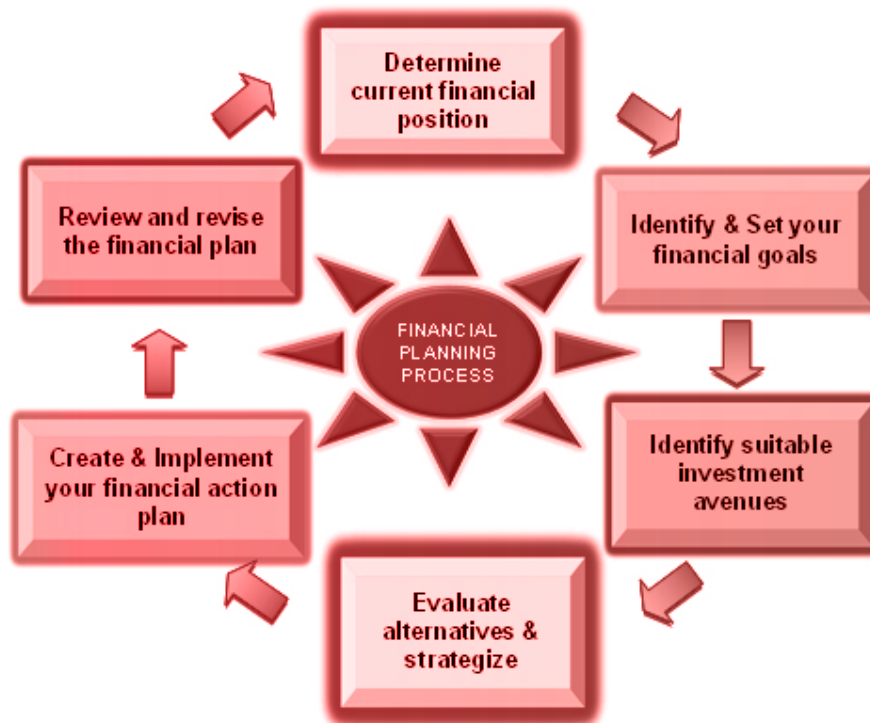 Determine
current financial
position
Identify & Set your
financial goals
Identify suitable
investment
avenues
Evaluate
alternatives &
strategize
Create & Implement
your financial action
plan
Review and revise
the financial plan
FINANCIAL
PLANNING
PROCESS